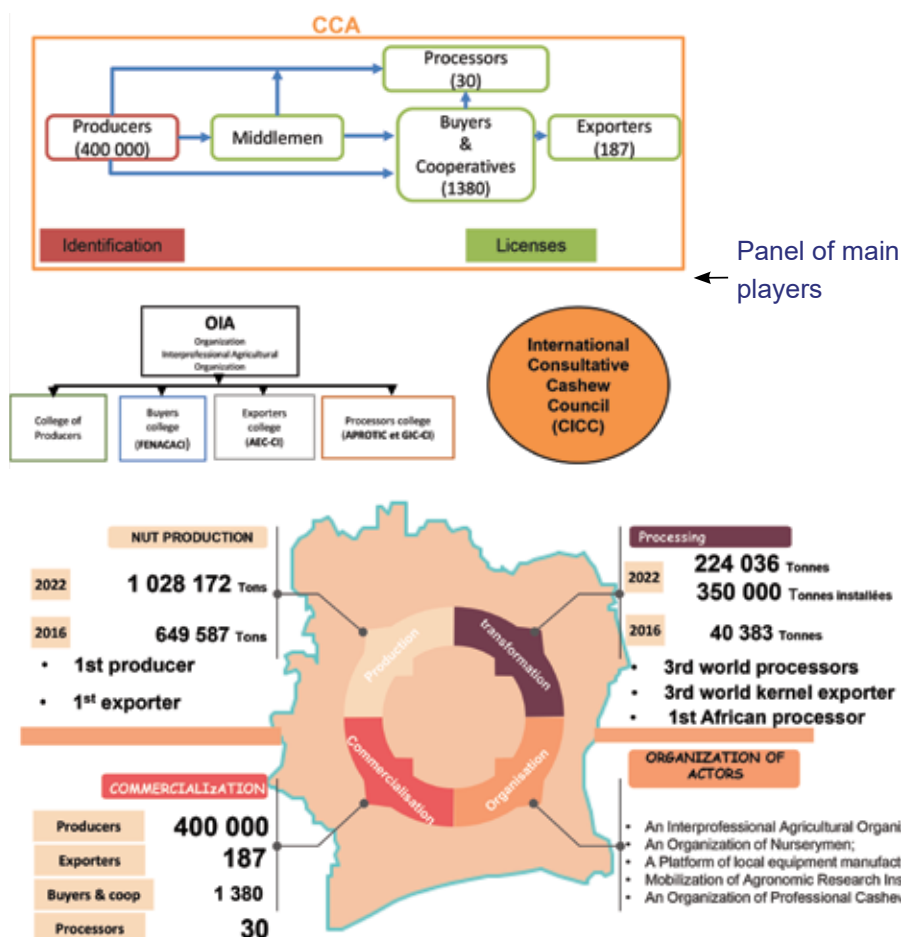 CCA
Processors
(30)
Producers
(400 000)
Middlemen
Buyers
&
Cooperatives
(1380)
Exporters
(187)
Identification
Licenses
Panel of main
players
OIA
Organization
Interprofessional Agricultural
Organization
College of
Producers
Buyers
college
(FENACACI)
Exporters
college
(AEC-CI)
Processors college
(APROTIC et GIC-CI)
International
Consultative
Cashew
Council
(CICC)
NUT PRODUCTION
2022
1 028 172 Tons
2016
649 587 Tons
• 1st producer
• 1st exporter
Processing
2022
224 036 Tonnes
350 000 Tonnes installées
2016
40 383 Tonnes
• 3rd world processors
• 3rd world kernel exporter
• 1st African processor
Production
transformation
Commercialisation
Organisation
COMMERCIALIzATION
Producers 400 000
Exporters 187
Buyers & coop 1 380
Processors 30
ORGANIZATION OF
ACTORS
• An Interprofessional Agricultural Organi
• An Organization of Nurserymen;
• A Platform of local equipment manufact
• Mobilization of Agronomic Research Ins
• An Organization of Professional Cashev